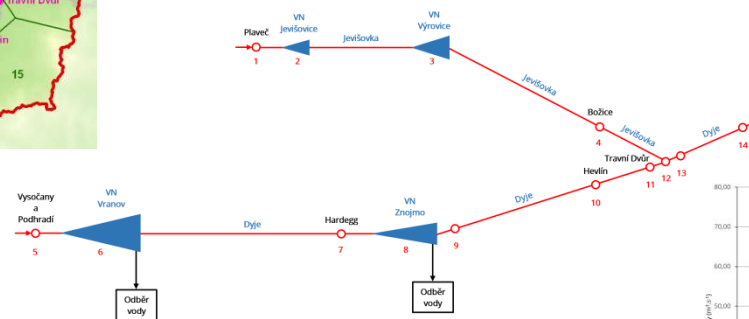 Travní Dvůr
15
VN
Jevišovice
Plaveč
1
2
Jevišovka
VN
Výrovice
3
Jevišovka
Božice
4
Jevišovka
Dyje
14
Travní Dvůr
11
12
13
Hevlín
10
Dyje
Vysočany
a
Podhradí
5
VN
Vranov
6
Dyje
Hardegg
7
VN
Znojmo
8
9
Odběr
vody
Odběr
vody
80,00
70,00
60,00
50,00
(m³.s⁻¹)